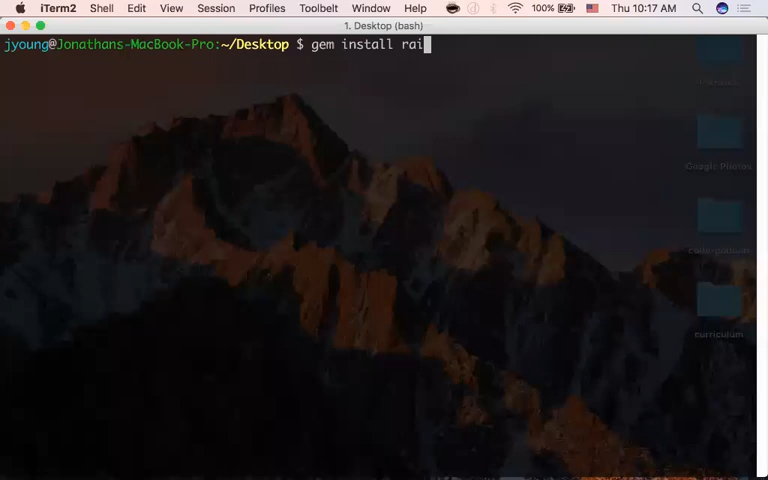 iTerm2 Shell Edit View Session Profiles Toolbelt Window Help 100% Thu 10:17 AM
1. Desktop (bash)
jyoung@Jonathans-MacBook-Pro:~/Desktop $ gem install rai
Google Photos
curriculum